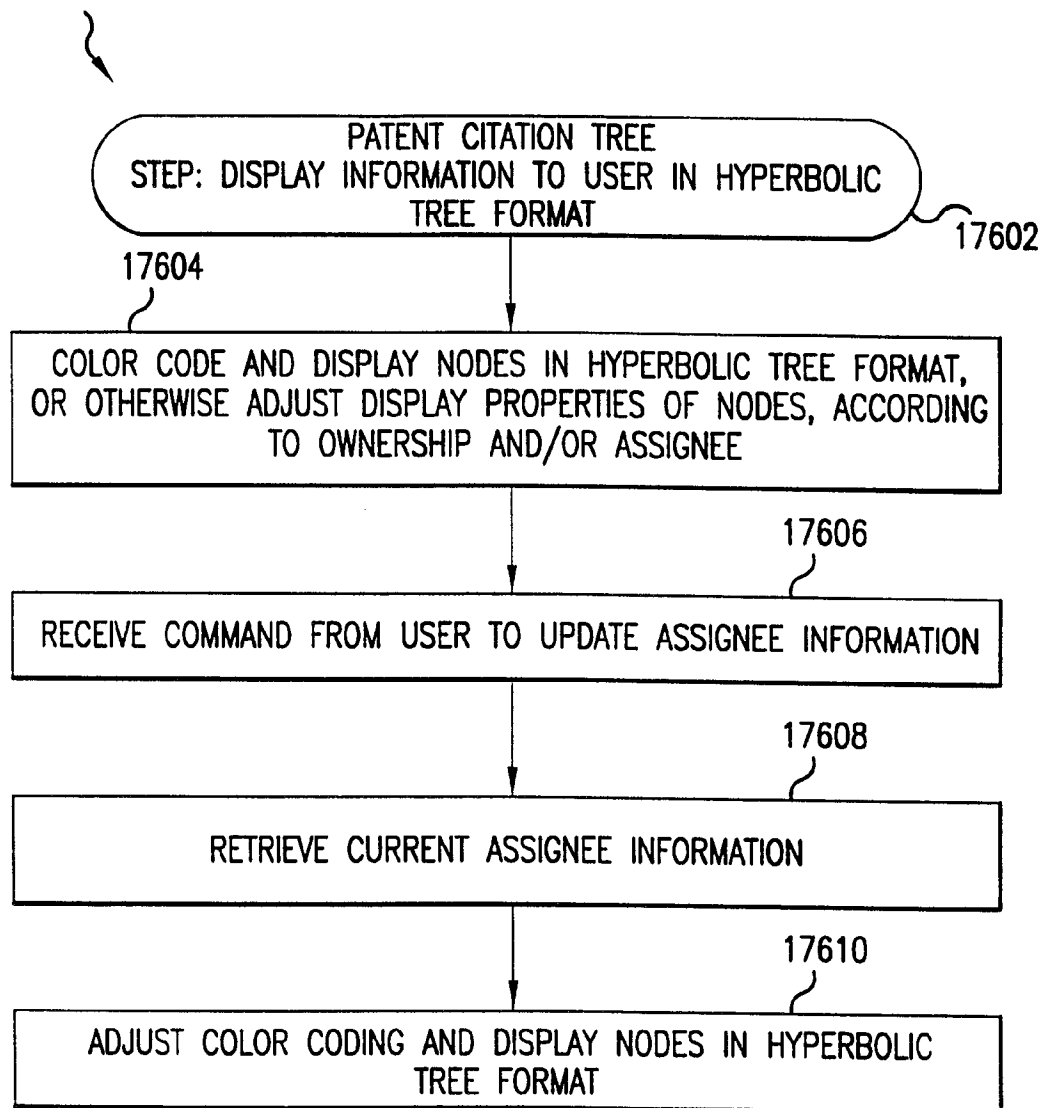 PATENT CITATION TREE
STEP: DISPLAY INFORMATION TO USER IN HYPERBOLIC
TREE FORMAT
17602
17604
COLOR CODE AND DISPLAY NODES IN HYPERBOLIC TREE FORMAT,
OR OTHERWISE ADJUST DISPLAY PROPERTIES OF NODES, ACCORDING
TO OWNERSHIP AND/OR ASSIGNEE
17606
RECEIVE COMMAND FROM USER TO UPDATE ASSIGNEE INFORMATION
17608
RETRIEVE CURRENT ASSIGNEE INFORMATION
17610
ADJUST COLOR CODING AND DISPLAY NODES IN HYPERBOLIC
TREE FORMAT